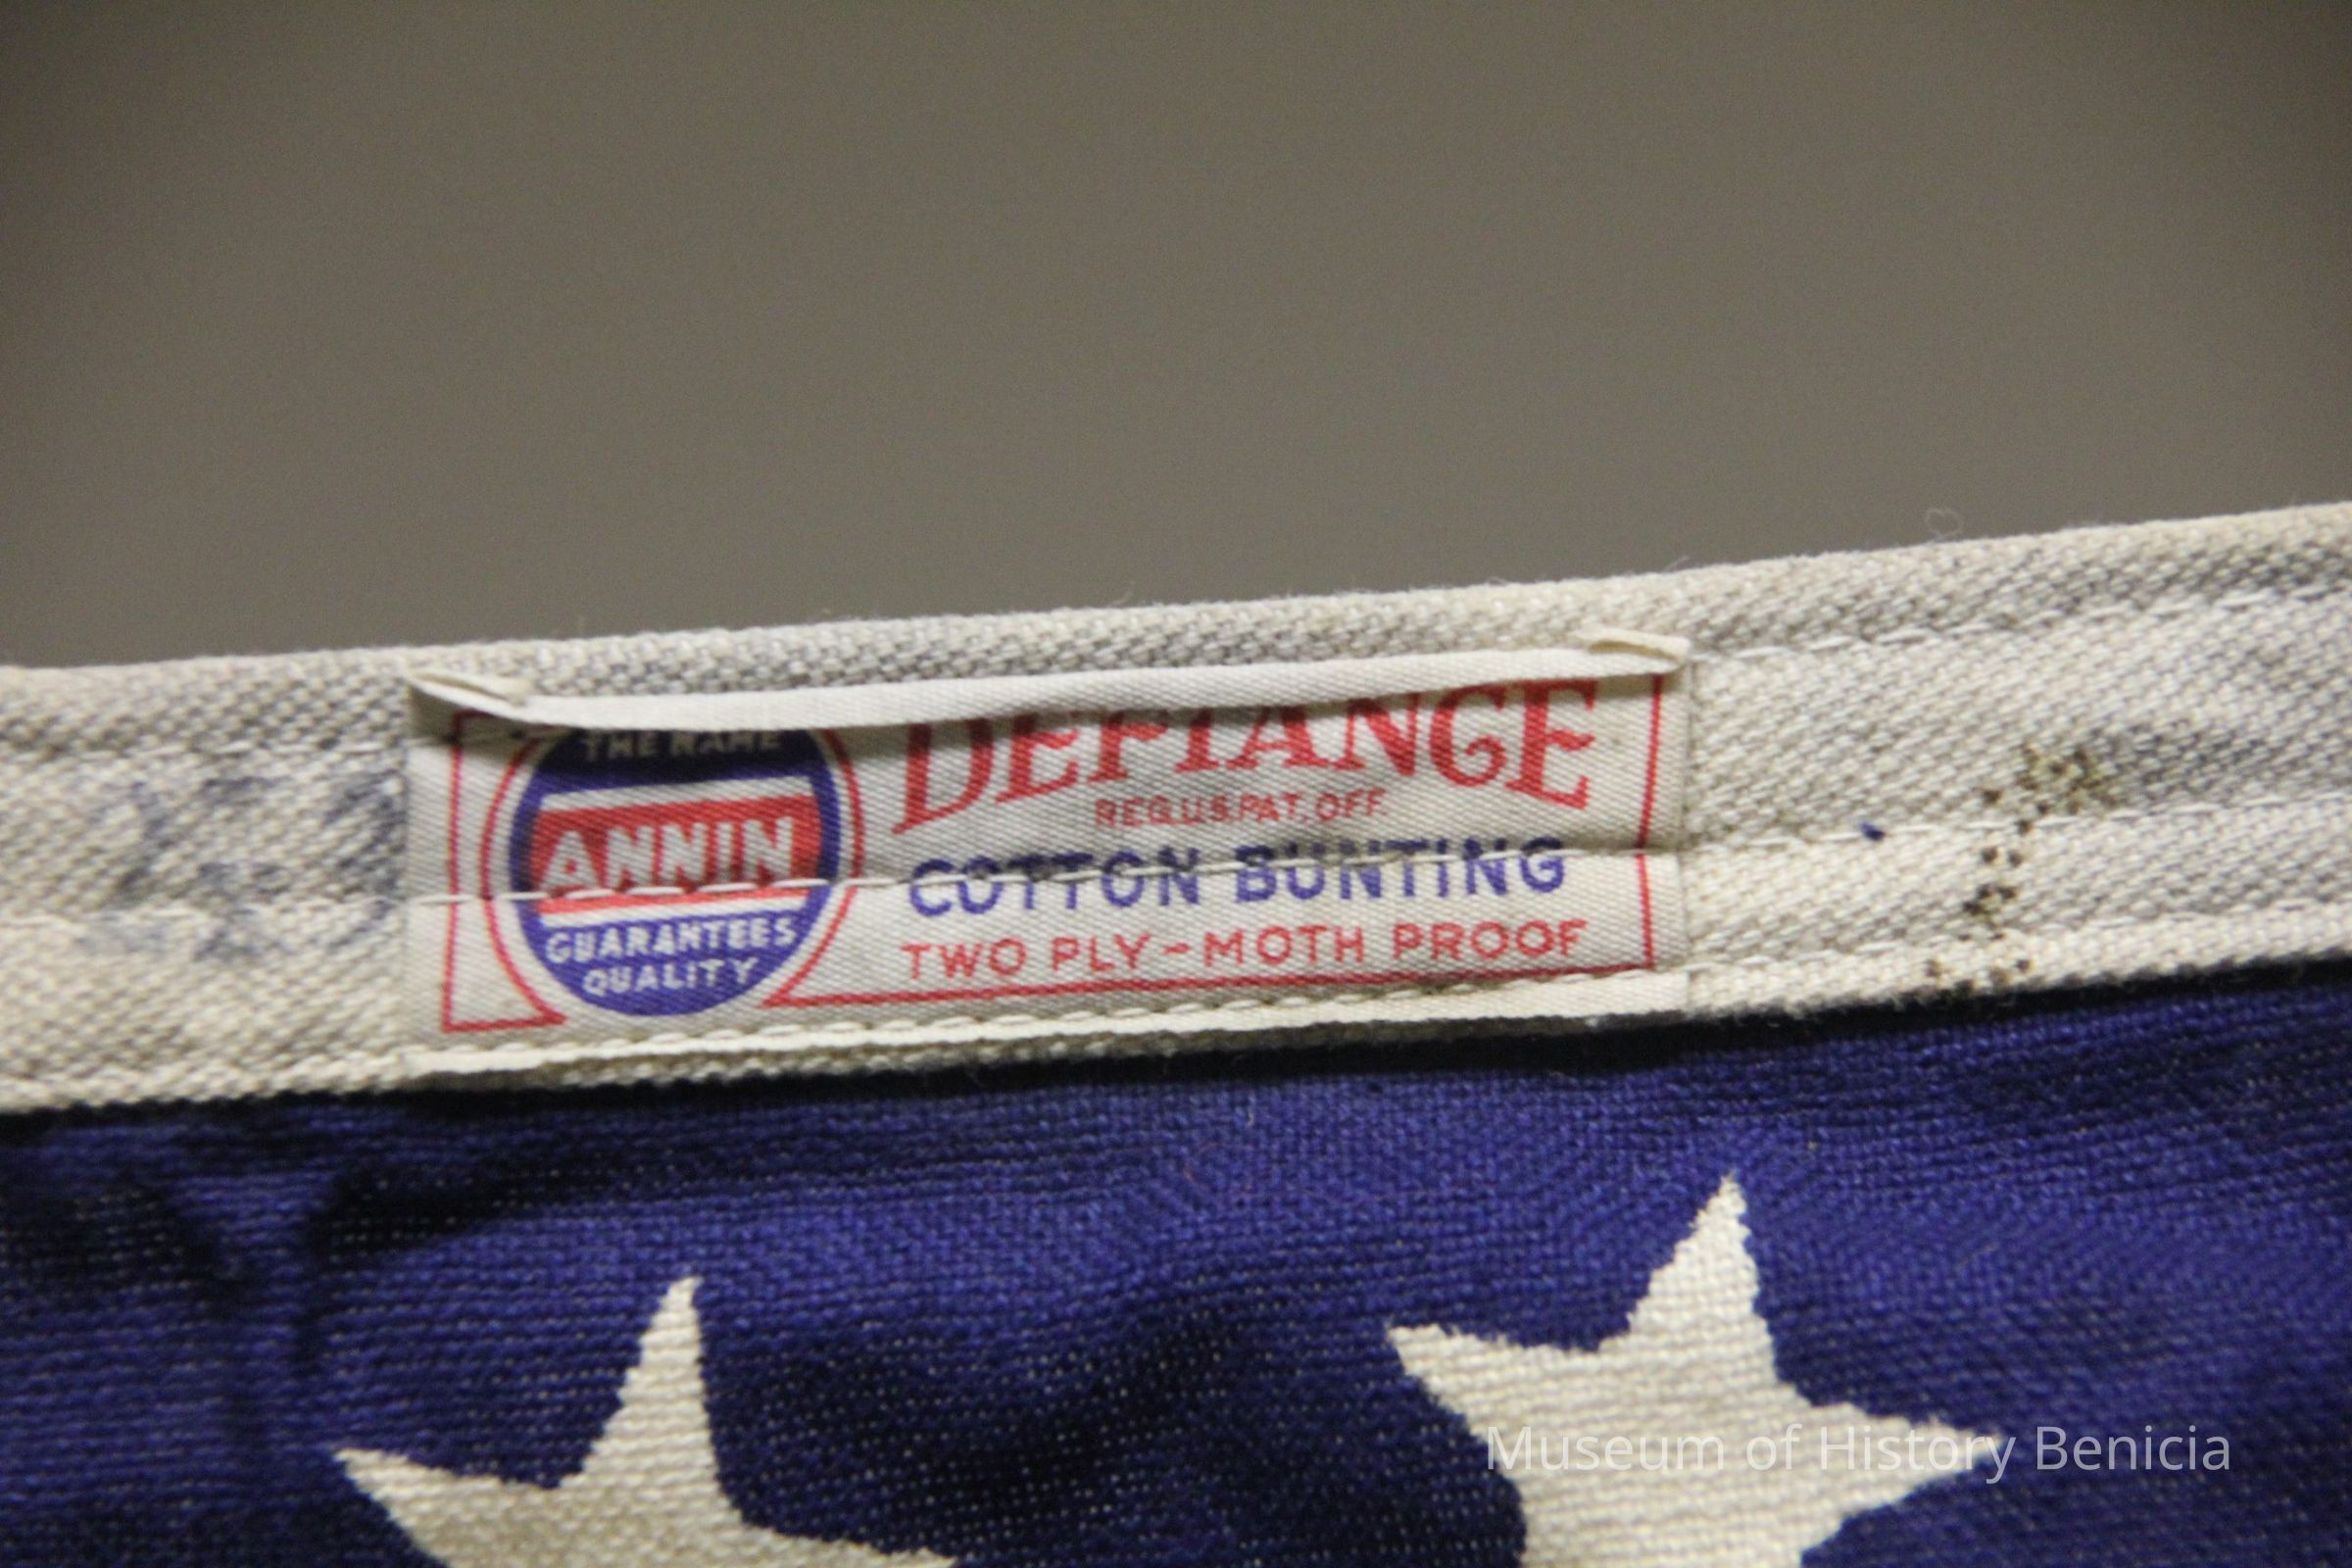 THE NAME
ANNIN
GUARANTEES
QUALITY
DEFIANCE
REG.U.S.PAT.OFF.
COTTON BUNTING
TWO PLY-MOTH PROOF
Museum of History Benicia